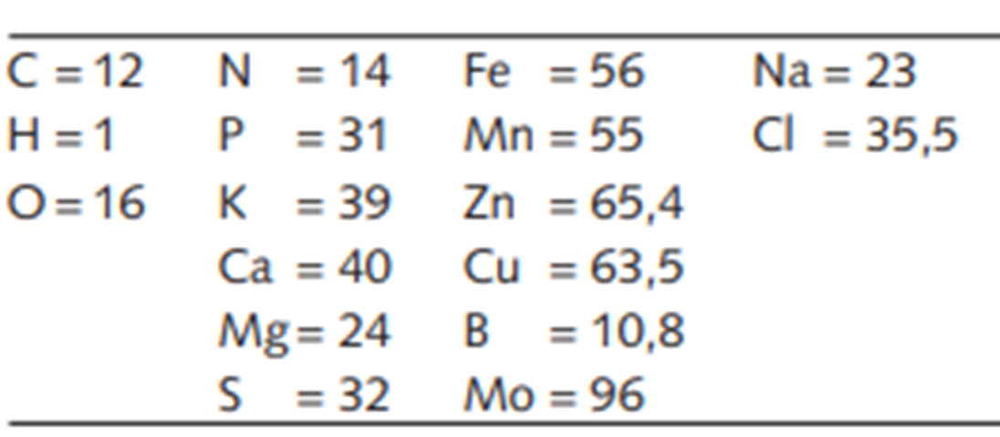 C = 12 N = 14 Fe = 56 Na = 23
H = 1 P = 31 Mn = 55 Cl = 35,5
O = 16 K = 39 Zn = 65,4
Ca = 40 Cu = 63,5
Mg = 24 B = 10,8
S = 32 Mo = 96